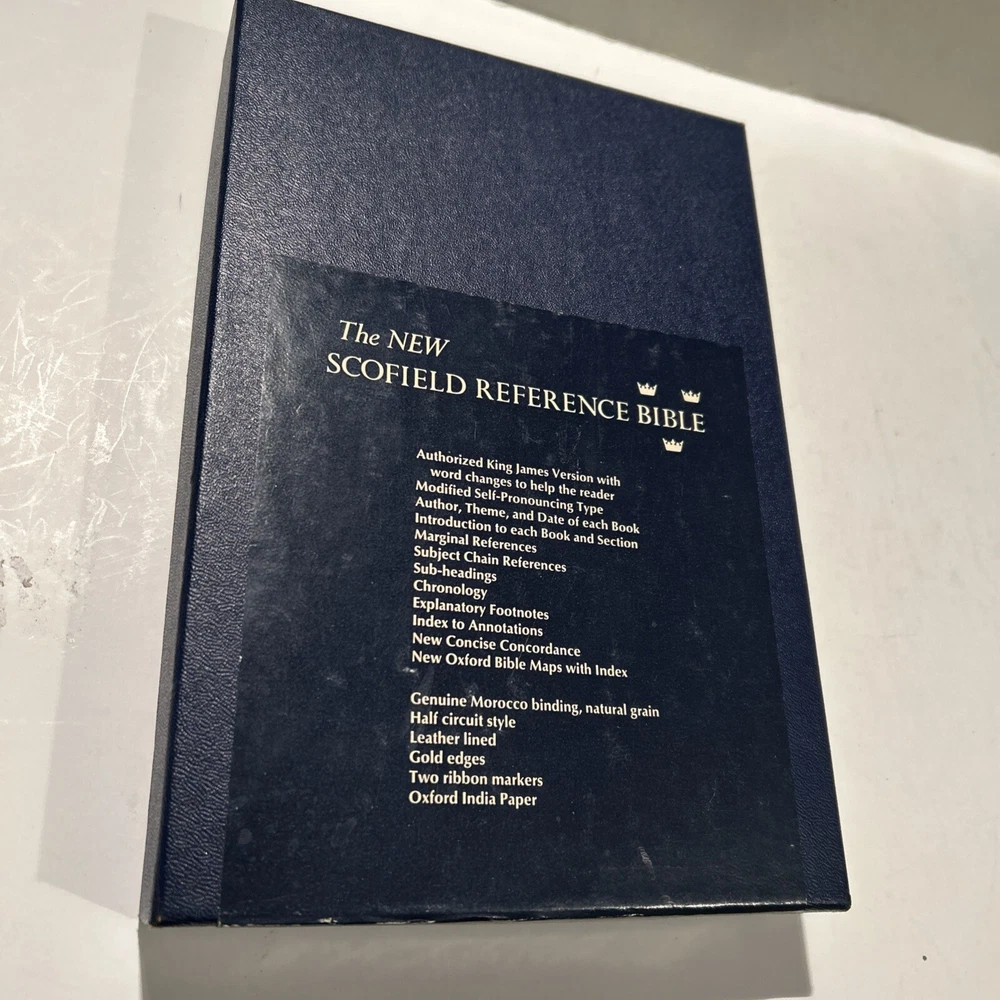 The NEW
SCOFIELD REFERENCE BIBLE
Authorized King James Version with
word changes to help the reader
Modified Self-Pronouncing Type
Author, Theme, and Date of each Book
Introduction to each Book and Section
Marginal References
Subject Chain References
Sub-headings
Chronology
Explanatory Footnotes
Index to Annotations
New Concise Concordance
New Oxford Bible Maps with Index
Genuine Morocco binding, natural grain
Half circuit style
Leather lined
Gold edges
Two ribbon markers
Oxford India Paper